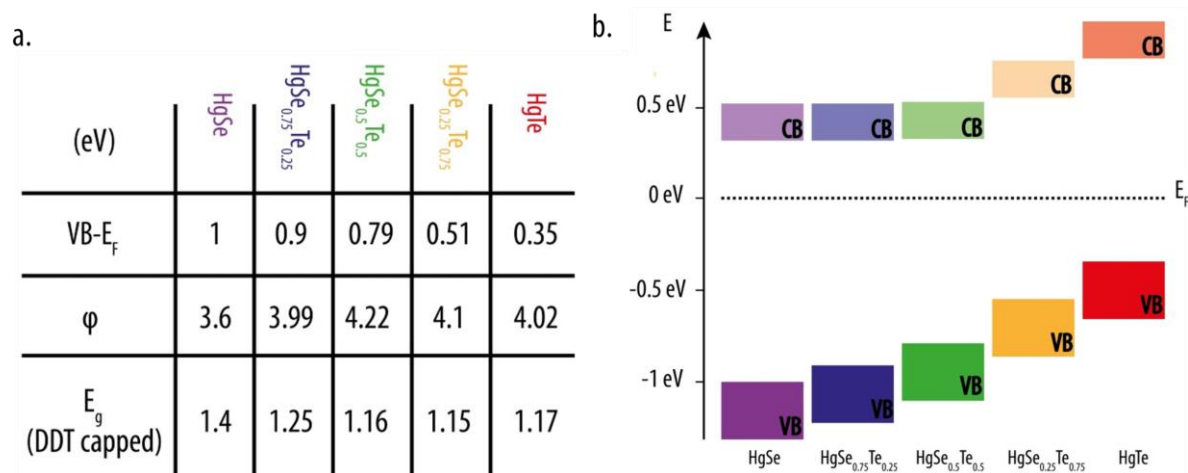 a.
(eV)
HgSe
HgSe0.75Te0.25
HgSe0.5Te0.5
HgSe0.25Te0.75
HgTe
VB-EF 1 0.9 0.79 0.51 0.35
φ 3.6 3.99 4.22 4.1 4.02
Eg
(DDT capped) 1.4 1.25 1.16 1.15 1.17
b.
E
CB
CB
CB
CB
CB
0.5 eV
0 eV
EF
-0.5 eV
-1 eV
VB
VB
VB
VB
VB
HgSe HgSe0.75Te0.25 HgSe0.5Te0.5 HgSe0.25Te0.75 HgTe